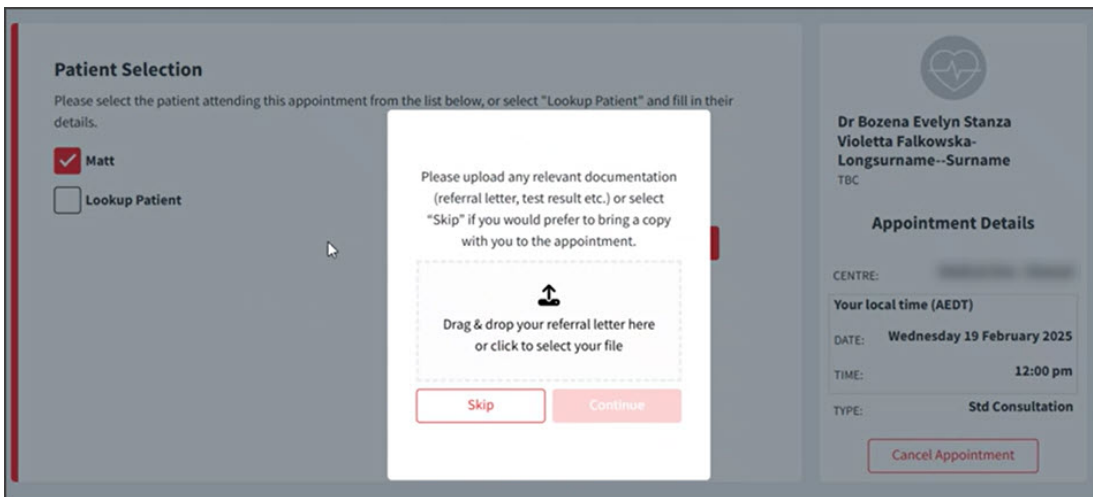 Patient Selection
Please select the patient attending this appointment from the list below, or select "Lookup Patient" and fill in their
details.
Matt
Lookup Patient
Please upload any relevant documentation
(referral letter, test result etc.) or select
“Skip” if you would prefer to bring a copy
with you to the appointment.
Drag & drop your referral letter here
or click to select your file
Skip
Continue
Dr Bozena Evelyn Stanza
Violetta Falkowska-
Longsurname--Surname
TBC
Appointment Details
CENTRE:
Your local time (AEDT)
DATE: Wednesday 19 February 2025
TIME: 12:00 pm
TYPE: Std Consultation
Cancel Appointment